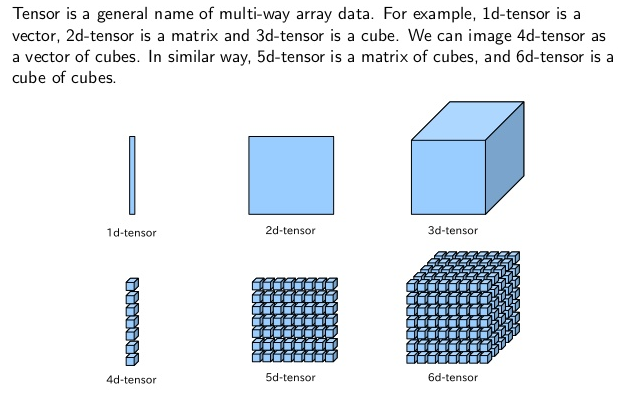 Tensor is a general name of multi-way array data. For example, 1d-tensor is a
vector, 2d-tensor is a matrix and 3d-tensor is a cube. We can image 4d-tensor as
a vector of cubes. In similar way, 5d-tensor is a matrix of cubes, and 6d-tensor is a
cube of cubes.
1d-tensor
2d-tensor
3d-tensor
4d-tensor
5d-tensor
6d-tensor